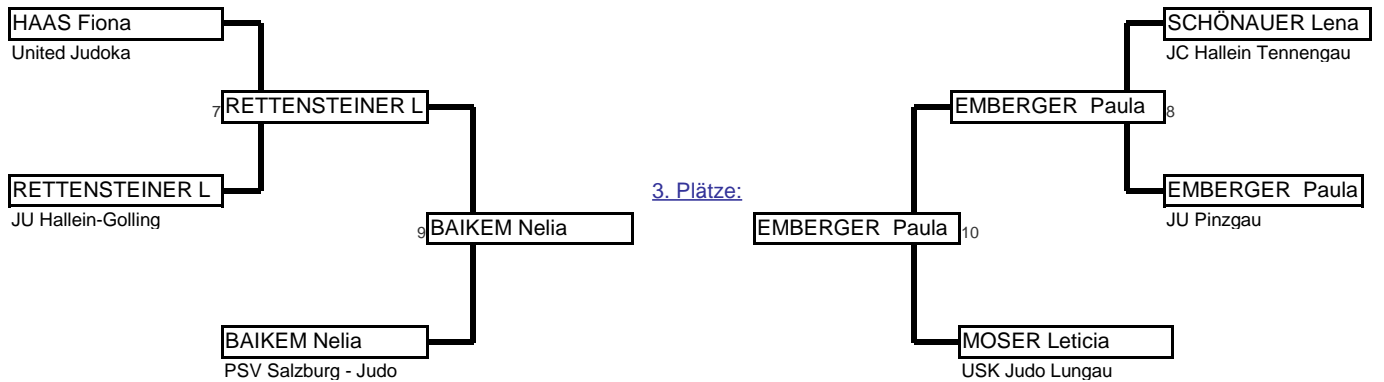 HAAS Fiona
United Judoka
7 RETTENSTEINER L
RETTENSTEINER L
JU Hallein-Golling
9 BAIKEM Nelia
BAIKEM Nelia
PSV Salzburg - Judo
3. Plätze:
SCHÖNAUER Lena
JC Hallein Tennengau
EMBERGER  Paula 8
EMBERGER  Paula
JU Pinzgau
EMBERGER  Paula 10
MOSER Leticia
USK Judo Lungau